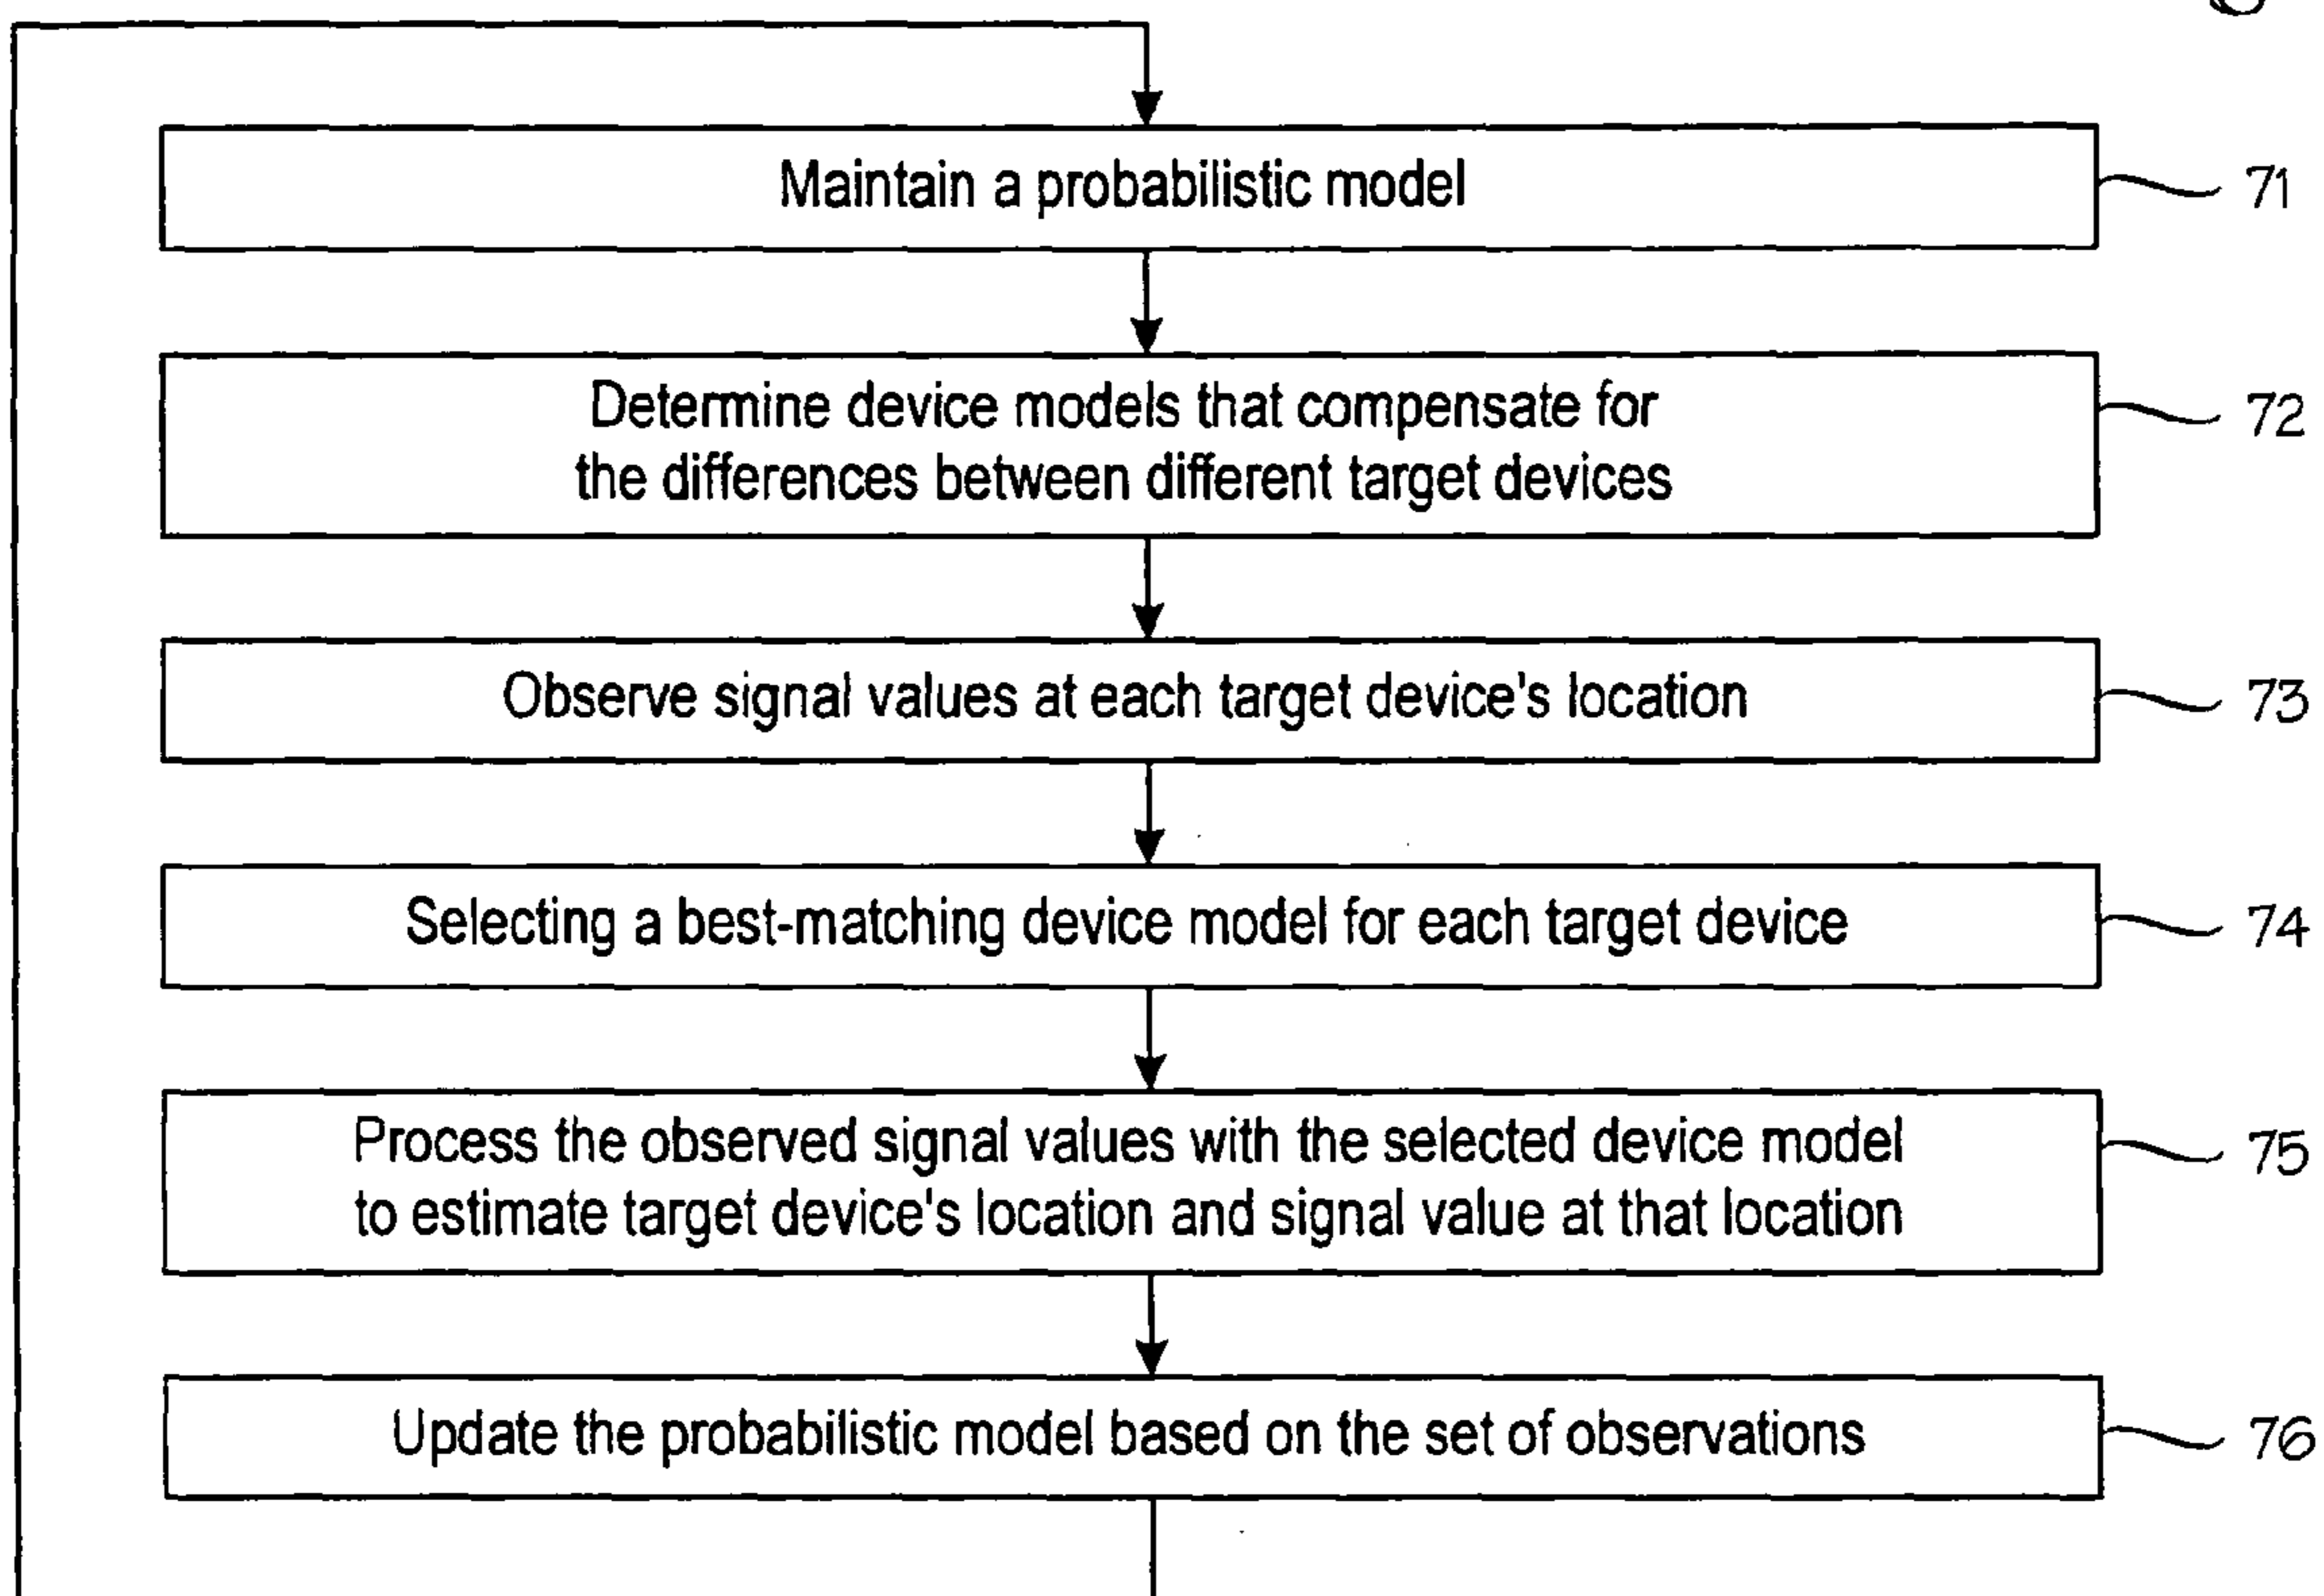 Maintain a probabilistic model
71
Determine device models that compensate for
the differences between different target devices
72
Observe signal values at each target device's location
73
Selecting a best-matching device model for each target device
74
Process the observed signal values with the selected device model
to estimate target device's location and signal value at that location
75
Update the probabilistic model based on the set of observations
76